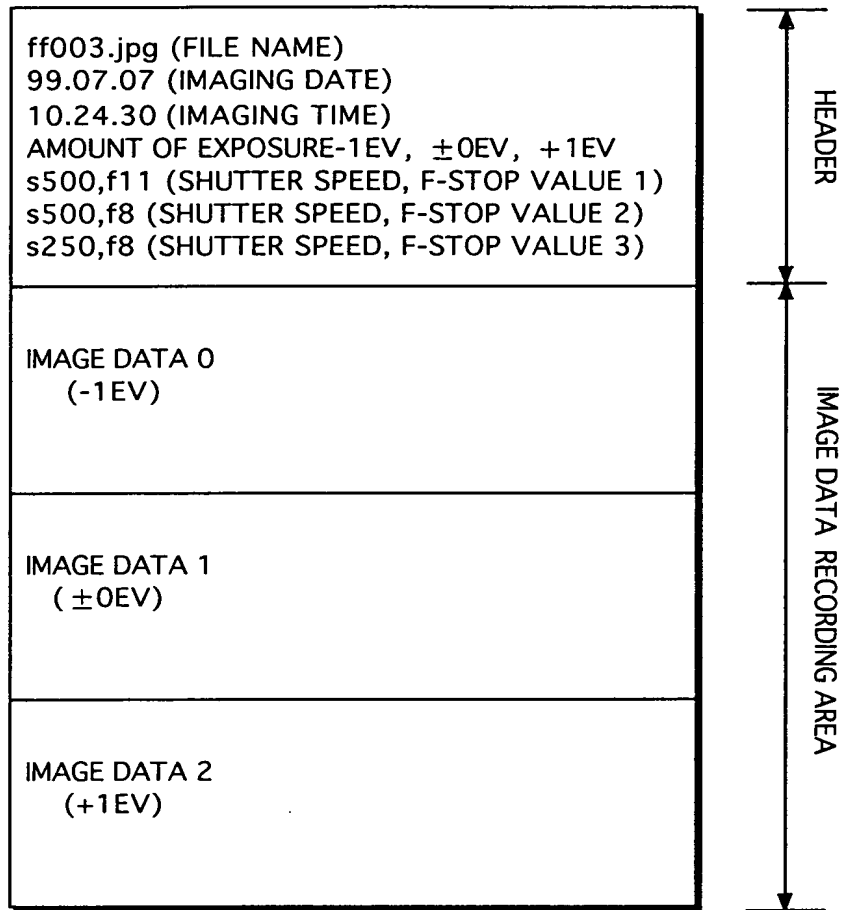 ff003.jpg (FILE NAME)
99.07.07 (IMAGING DATE)
10.24.30 (IMAGING TIME)
AMOUNT OF EXPOSURE-1EV, ±0EV, +1EV
s500,f11 (SHUTTER SPEED, F-STOP VALUE 1)
s500,f8 (SHUTTER SPEED, F-STOP VALUE 2)
s250,f8 (SHUTTER SPEED, F-STOP VALUE 3)
HEADER
IMAGE DATA 0
(-1EV)
IMAGE DATA 1
(±0EV)
IMAGE DATA 2
(+1EV)
IMAGE DATA RECORDING AREA